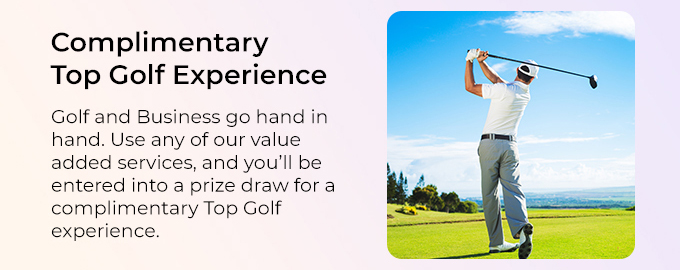 Complimentary
Top Golf Experience
Golf and Business go hand in
hand. Use any of our value
added services, and you’ll be
entered into a prize draw for a
complimentary Top Golf
experience.